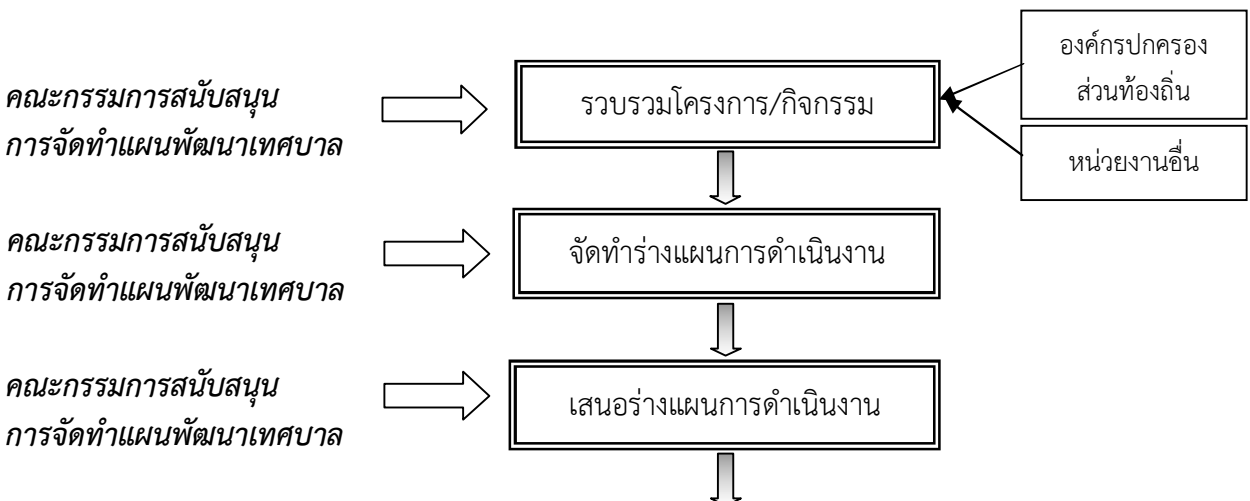 องค์กรปกครอง
ส่วนท้องถิ่น
คณะกรรมการสนับสนุน
การจัดทำแผนพัฒนาเทศบาล
รวบรวมโครงการ/กิจกรรม
หน่วยงานอื่น
คณะกรรมการสนับสนุน
การจัดทำแผนพัฒนาเทศบาล
จัดทำร่างแผนการดำเนินงาน
คณะกรรมการสนับสนุน
การจัดทำแผนพัฒนาเทศบาล
เสนอร่างแผนการดำเนินงาน